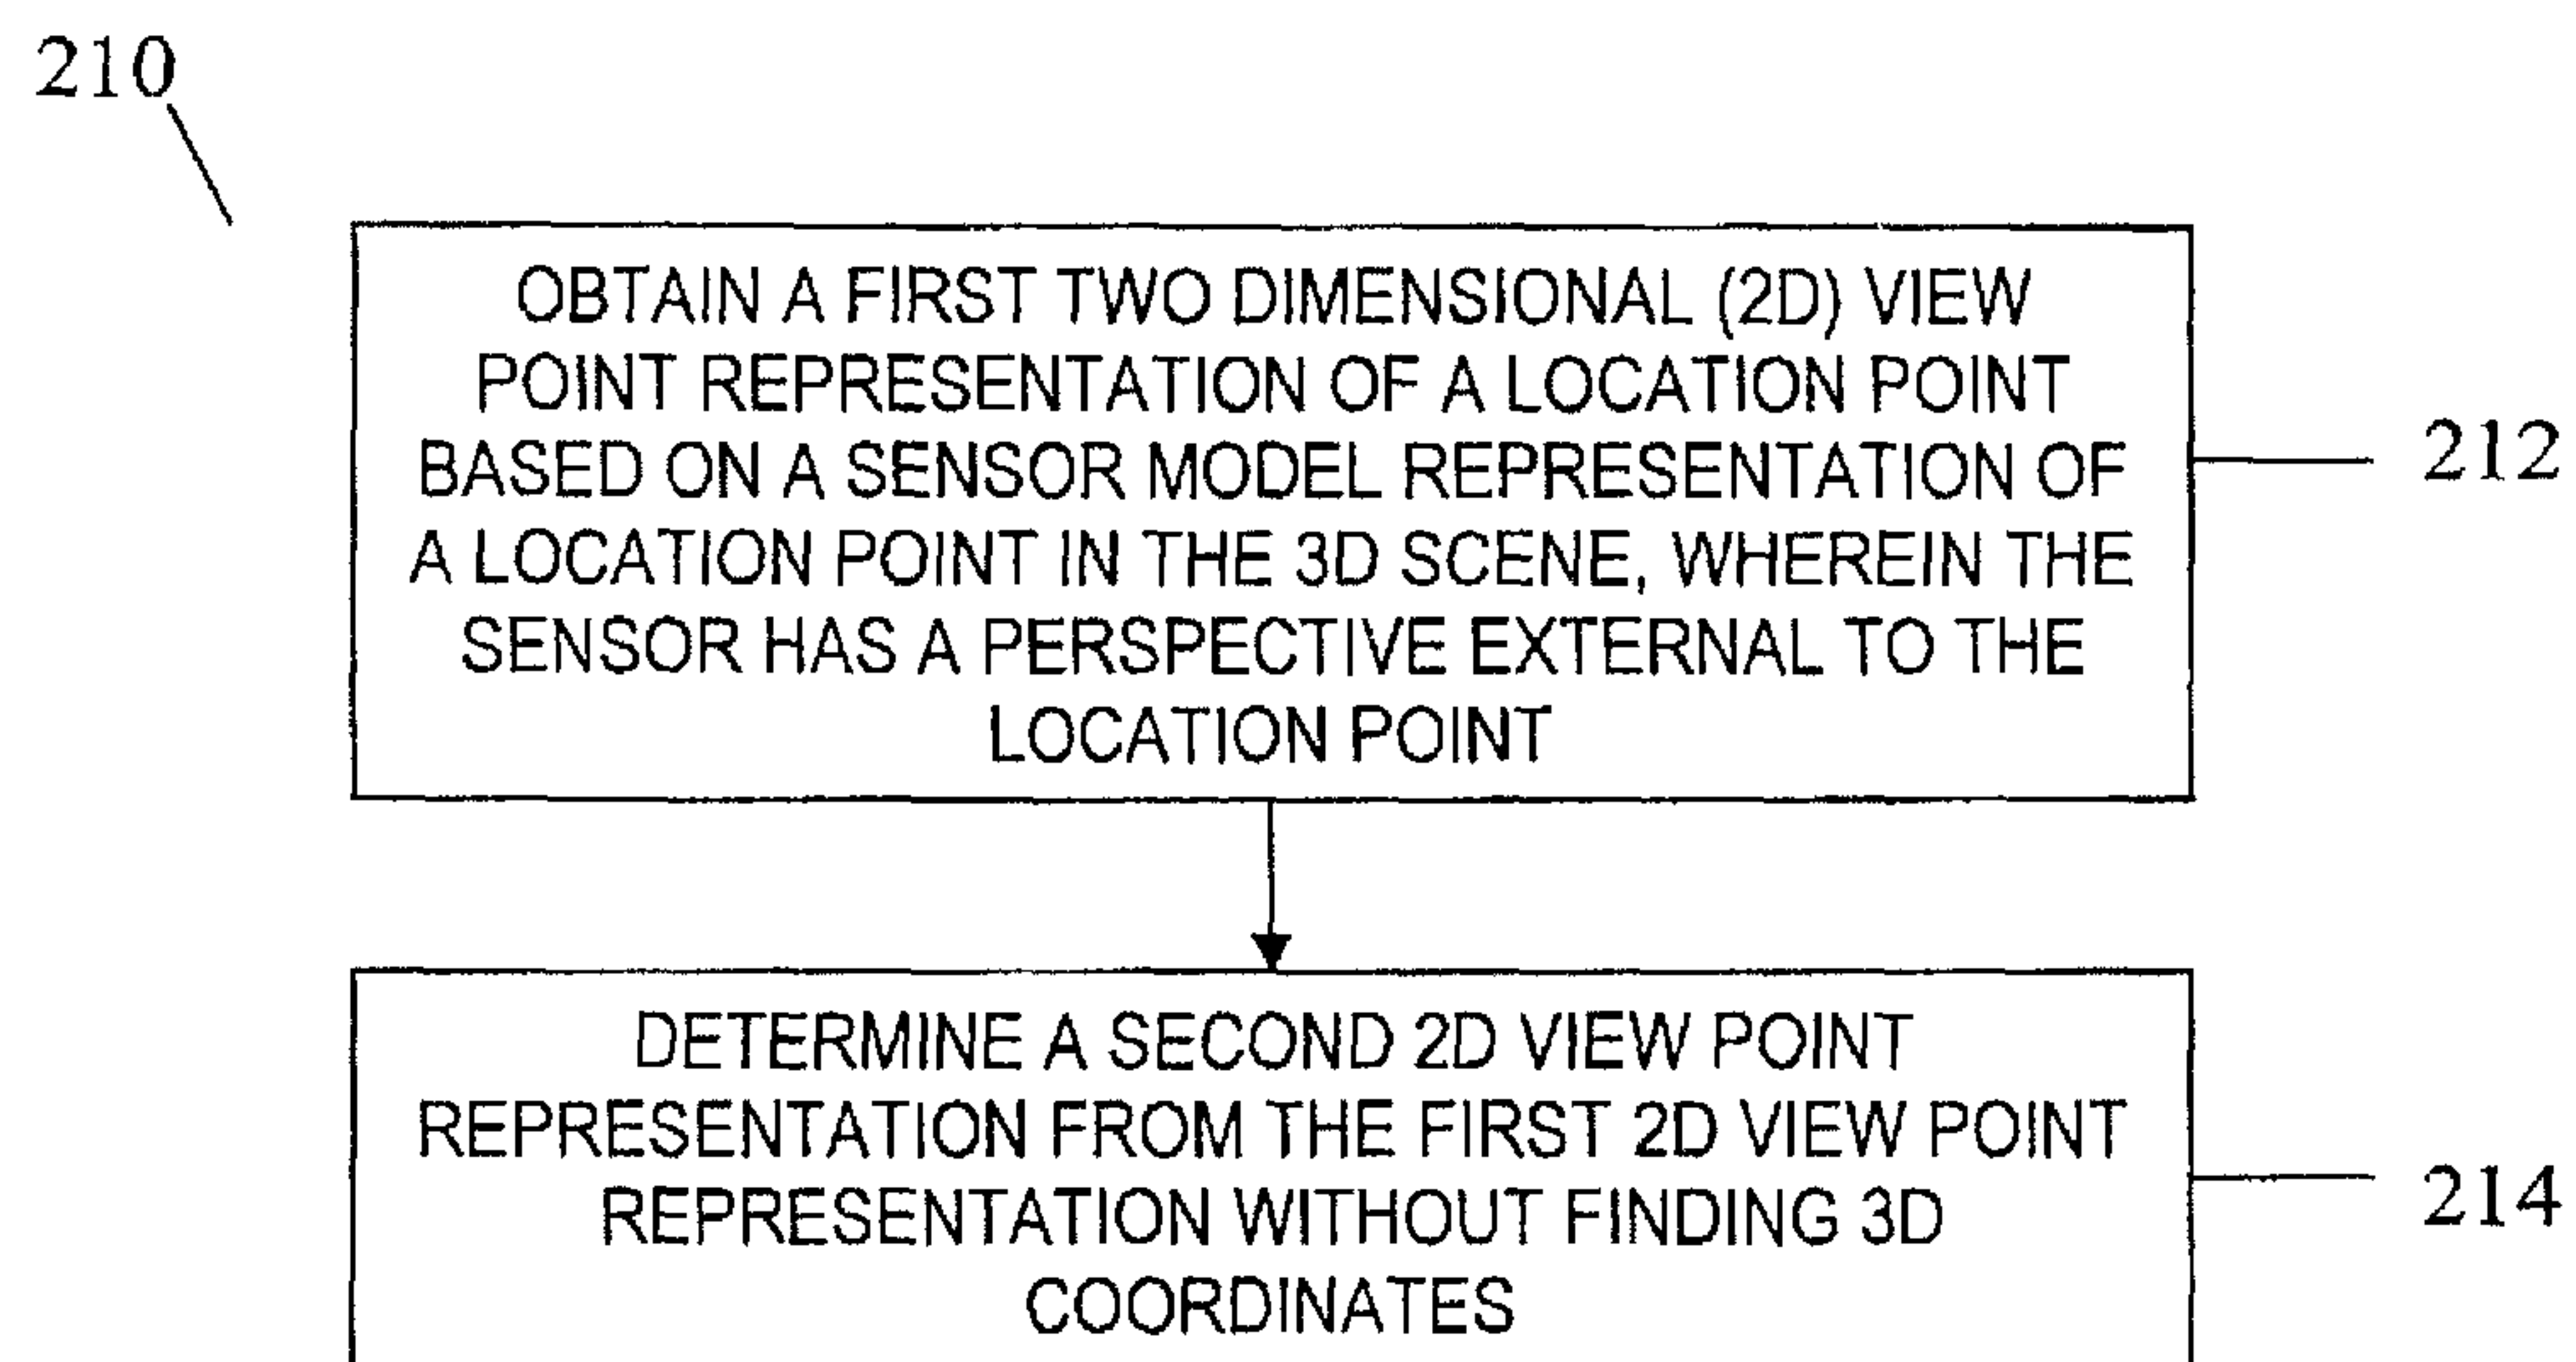 210
OBTAIN A FIRST TWO DIMENSIONAL (2D) VIEW
POINT REPRESENTATION OF A LOCATION POINT
BASED ON A SENSOR MODEL REPRESENTATION OF
A LOCATION POINT IN THE 3D SCENE, WHEREIN THE
SENSOR HAS A PERSPECTIVE EXTERNAL TO THE
LOCATION POINT
212
DETERMINE A SECOND 2D VIEW POINT
REPRESENTATION FROM THE FIRST 2D VIEW POINT
REPRESENTATION WITHOUT FINDING 3D
COORDINATES
214